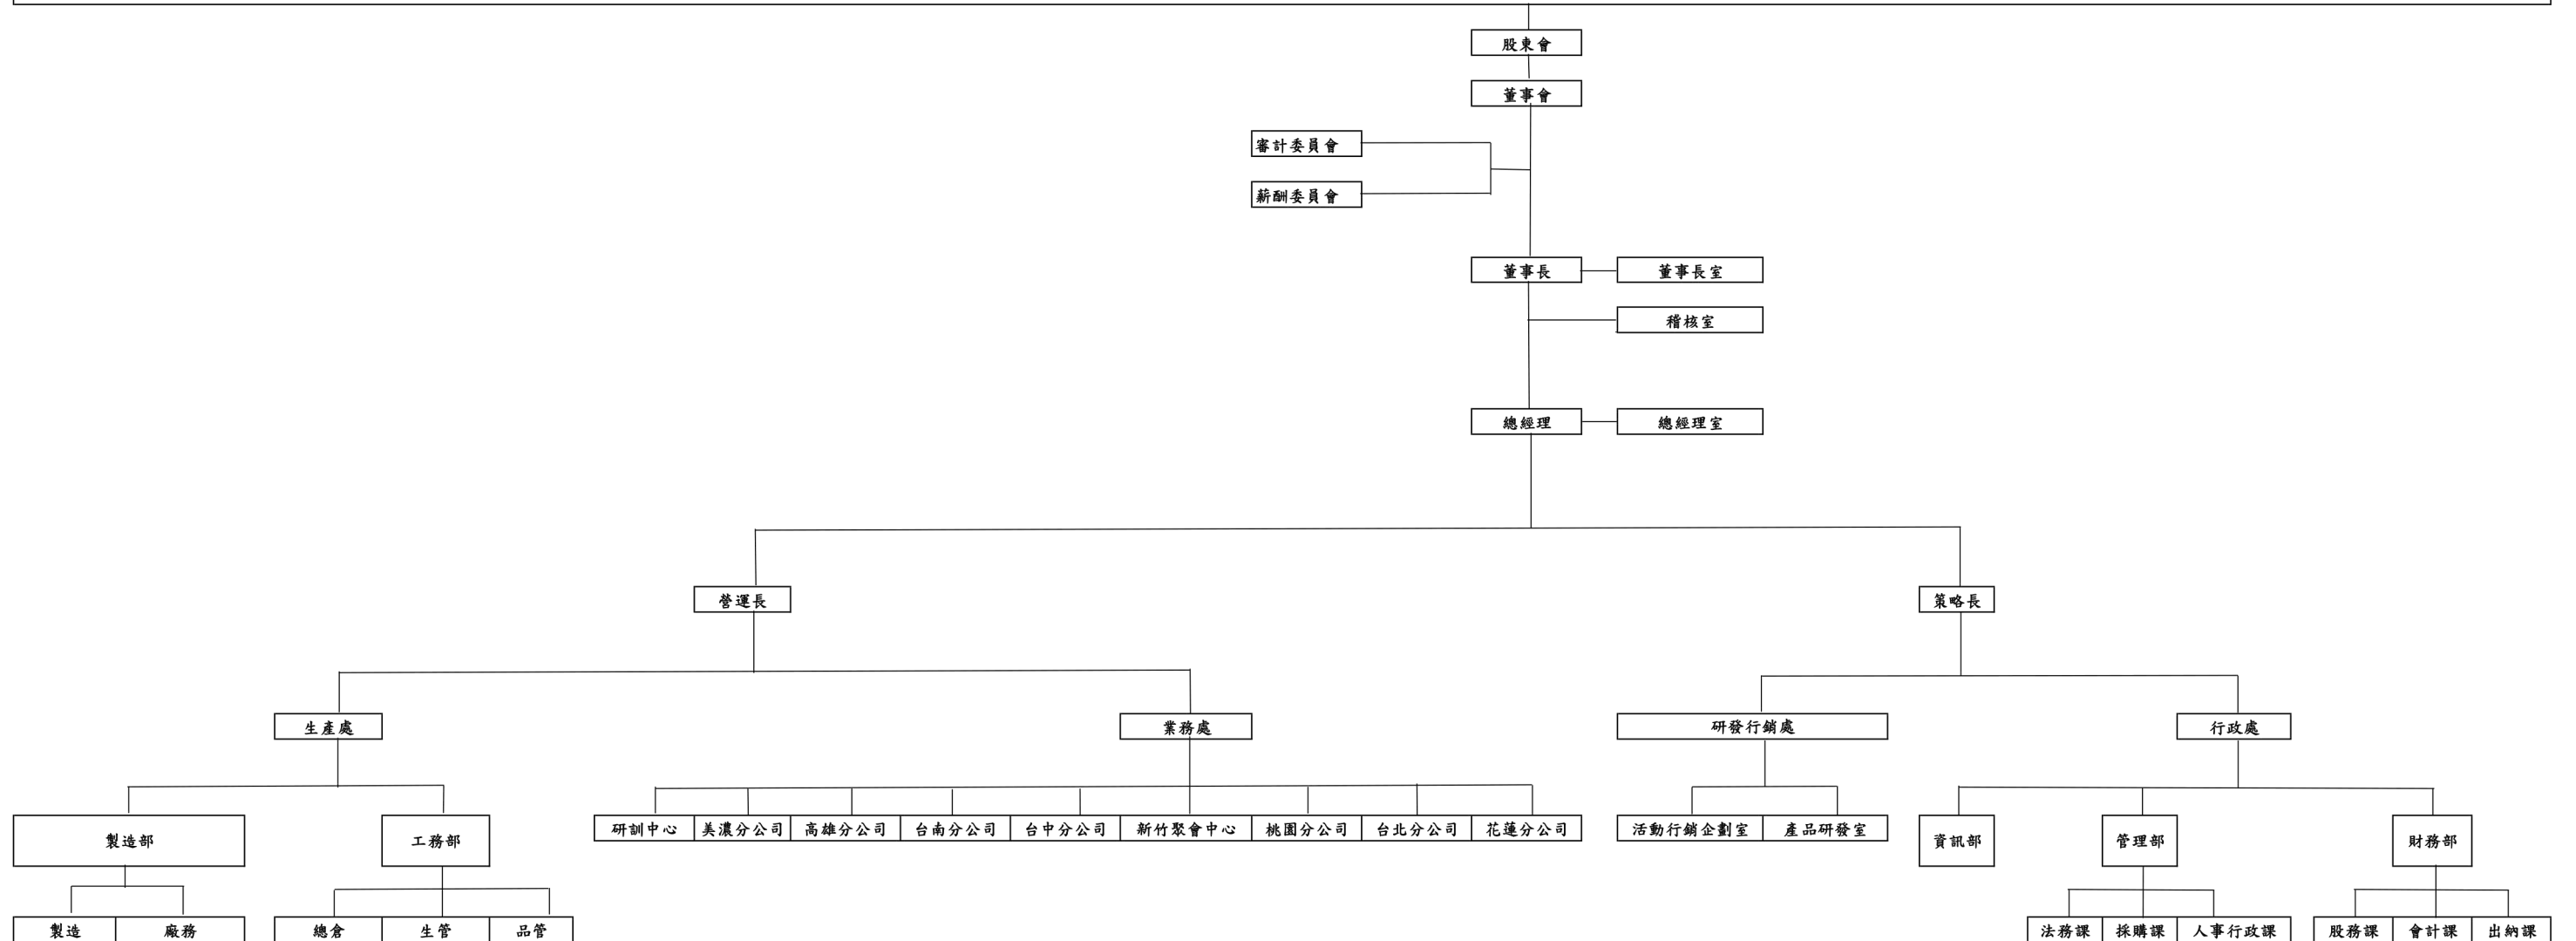 股東會
董事會
審計委員會
薪酬委員會
董事長 董事長室
稽核室
總經理 總經理室
營運長 策略長
生產處 業務處 研發行銷處 行政處
製造部 工務部 研訓中心 美濃分公司 高雄分公司 台南分公司 台中分公司 新竹聚會中心 桃園分公司 台北分公司 花蓮分公司 活動行銷企劃室 產品研發室 資訊部 管理部 財務部
製造 廠務 總倉 生管 品管 法務課 採購課 人事行政課 股務課 會計課 出納課